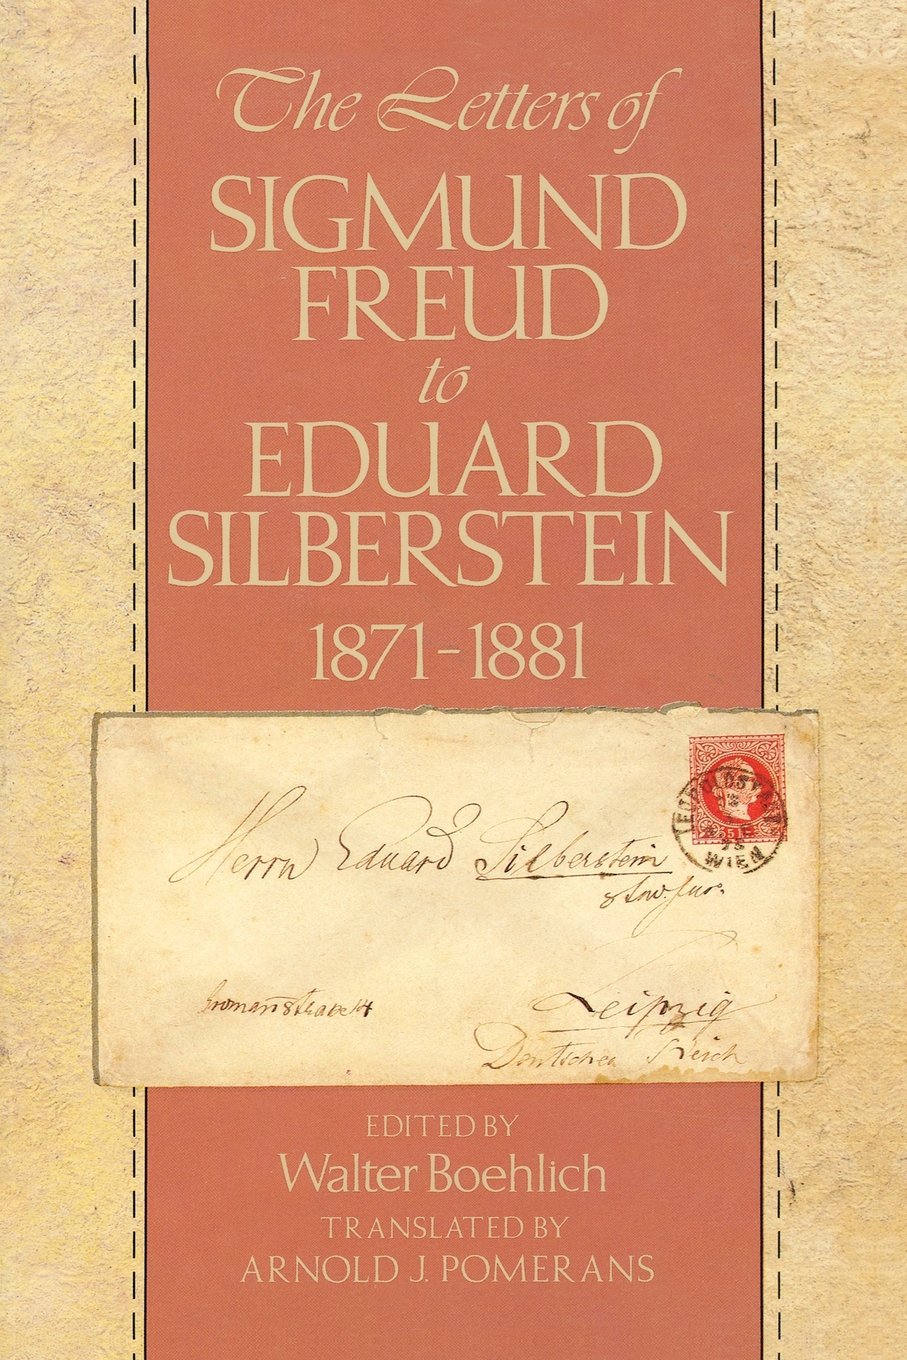 The Letters of
SIGMUND
FREUD
to
EDUARD
SILBERSTEIN
1871-1881
LEOPOLDSTADT
WIEN
Herrn Eduard Silberstein
Leipzig
Deutsches Reich
EDITED BY
Walter Boehlich
TRANSLATED BY
ARNOLD J. POMERANS